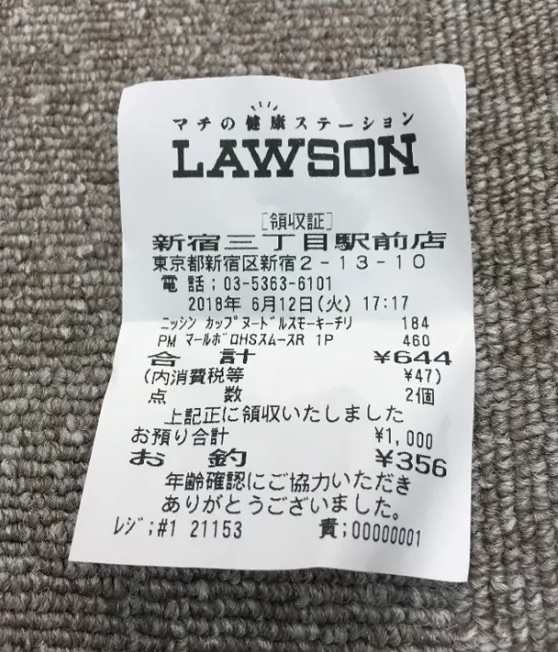 マチの健康ステーション
LAWSON
[領収証]
新宿三丁目駅前店
東京都新宿区新宿2-13-10
電話;03-5363-6101
2018年 6月12日(火) 17:17
ニッシン カップヌードルスモーキーチリ 184
PM マールボロHSスムースR 1P 460
合計 ¥644
(内消費税等 ¥47)
点数 2個
上記正に領収いたしました
お預り合計 ¥1,000
お釣 ¥356
年齢確認にご協力いただき
ありがとうございました。
レジ;#1 21153 責;00000001